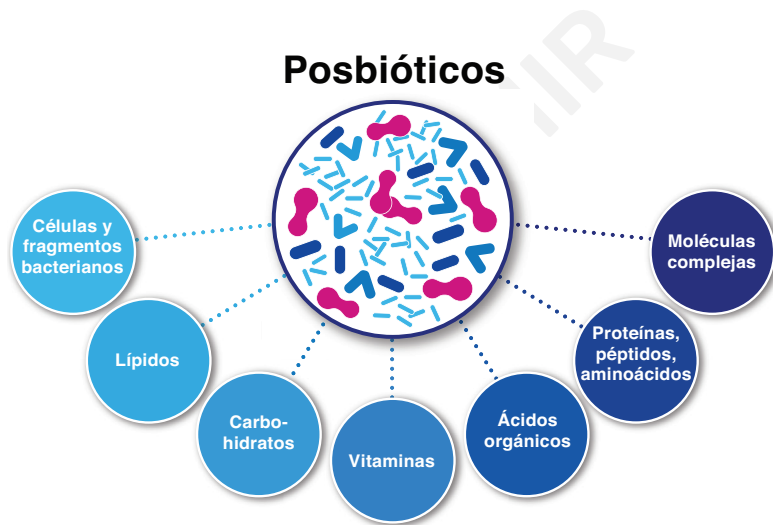 Posbióticos
Células y
fragmentos
bacterianos
Lípidos
Carbo-
hidratos
Vitaminas
Ácidos
orgánicos
Proteínas,
péptidos,
aminoácidos
Moléculas
complejas